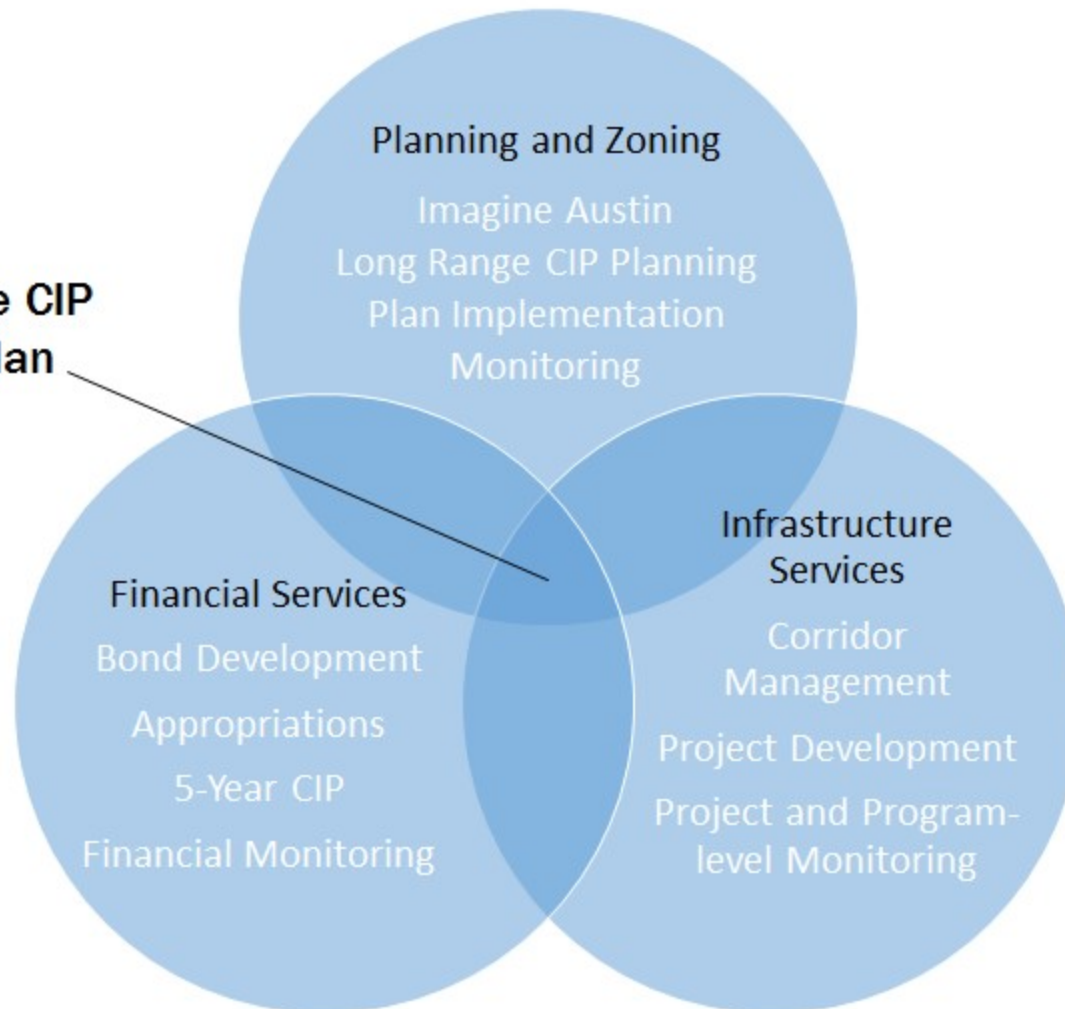 Planning and Zoning
Imagine Austin
Long Range CIP Planning
Plan Implementation
Monitoring
CIP
Infrastructure
Services
Corridor
Management
Project Development
Project and Program-
level Monitoring
Financial Services
Bond Development
Appropriations
5-Year CIP
Financial Monitoring